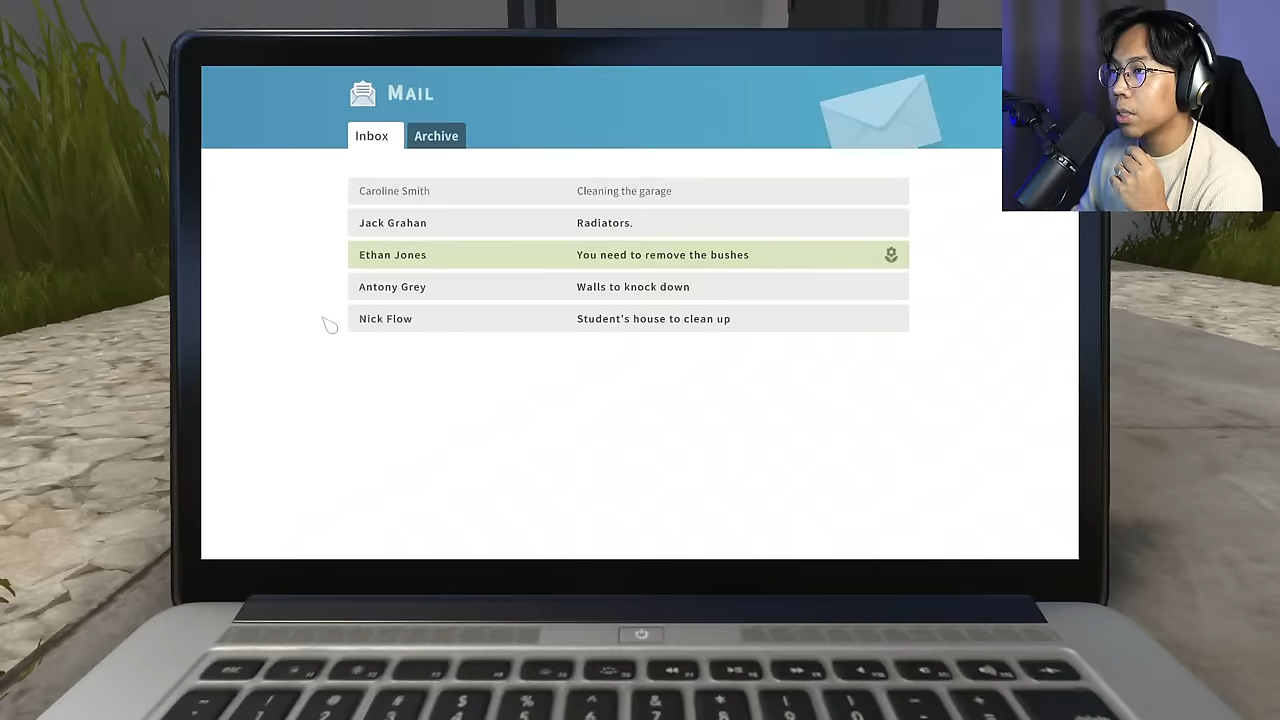 MAIL
Inbox Archive
Caroline Smith Cleaning the garage
Jack Grahan Radiators.
Ethan Jones You need to remove the bushes
Antony Grey Walls to knock down
Nick Flow Student's house to clean up